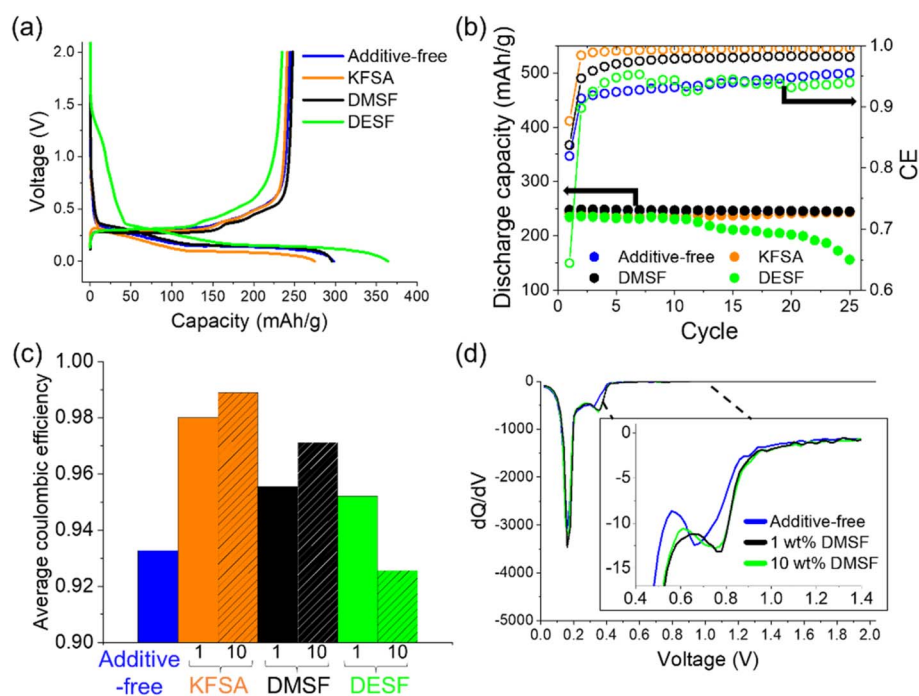 (a)
2.0
1.5
1.0
0.5
0.0
Voltage (V)
Additive-free
KFSA
DMSF
DESF
0 50 100 150 200 250 300 350 400
Capacity (mAh/g)
(b)
550
500
450
400
350
300
250
200
150
100
Discharge capacity (mAh/g)
1.0
0.9
0.8
0.7
0.6
CE
Additive-free KFSA
DMSF DESF
0 5 10 15 20 25
Cycle
(c)
1.00
0.98
0.96
0.94
0.92
0.90
Average coulombic efficiency
1 10 1 10 1 10
Additive
-free
KFSA DMSF DESF
(d)
0
-1000
-2000
-3000
-4000
-5000
dQ/dV
0
-5
-10
-15
Additive-free
1 wt% DMSF
10 wt% DMSF
0.4 0.6 0.8 1.0 1.2 1.4
0.0 0.2 0.4 0.6 0.8 1.0 1.2 1.4 1.6 1.8 2.0
Voltage (V)